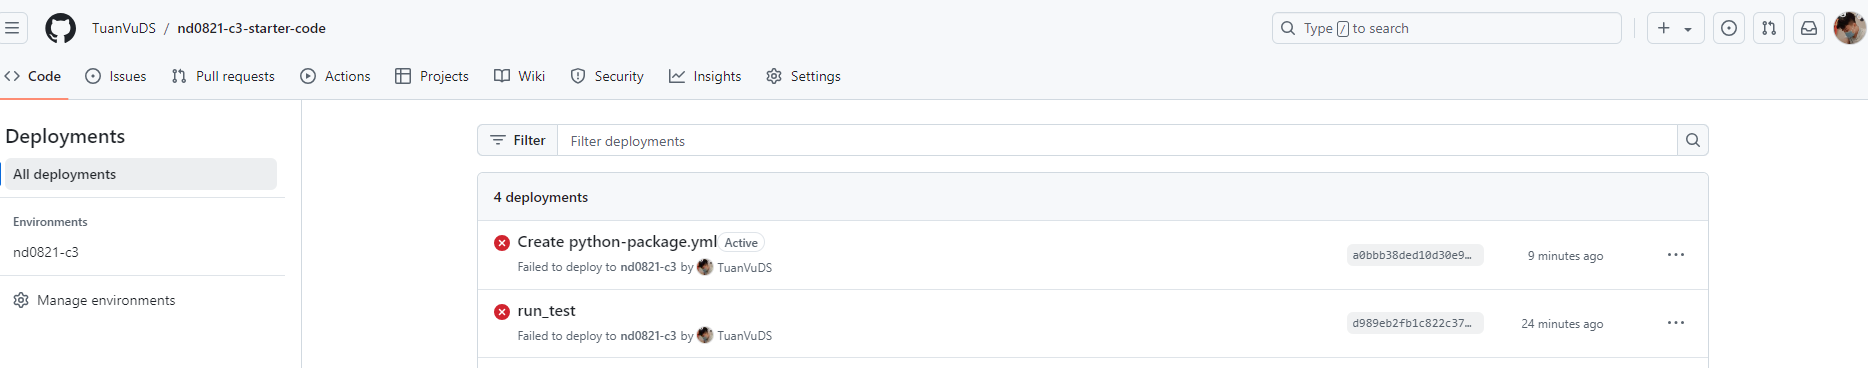 TuanVuDS / nd0821-c3-starter-code
Type / to search
Code Issues Pull requests Actions Projects Wiki Security Insights Settings
Deployments
All deployments
Environments
nd0821-c3
Manage environments
Filter Filter deployments
4 deployments
Create python-package.yml Active
Failed to deploy to nd0821-c3 by TuanVuDS
a0bbb38ded10d30e9… 9 minutes ago
run_test
Failed to deploy to nd0821-c3 by TuanVuDS
d989eb2fb1c822c37… 24 minutes ago